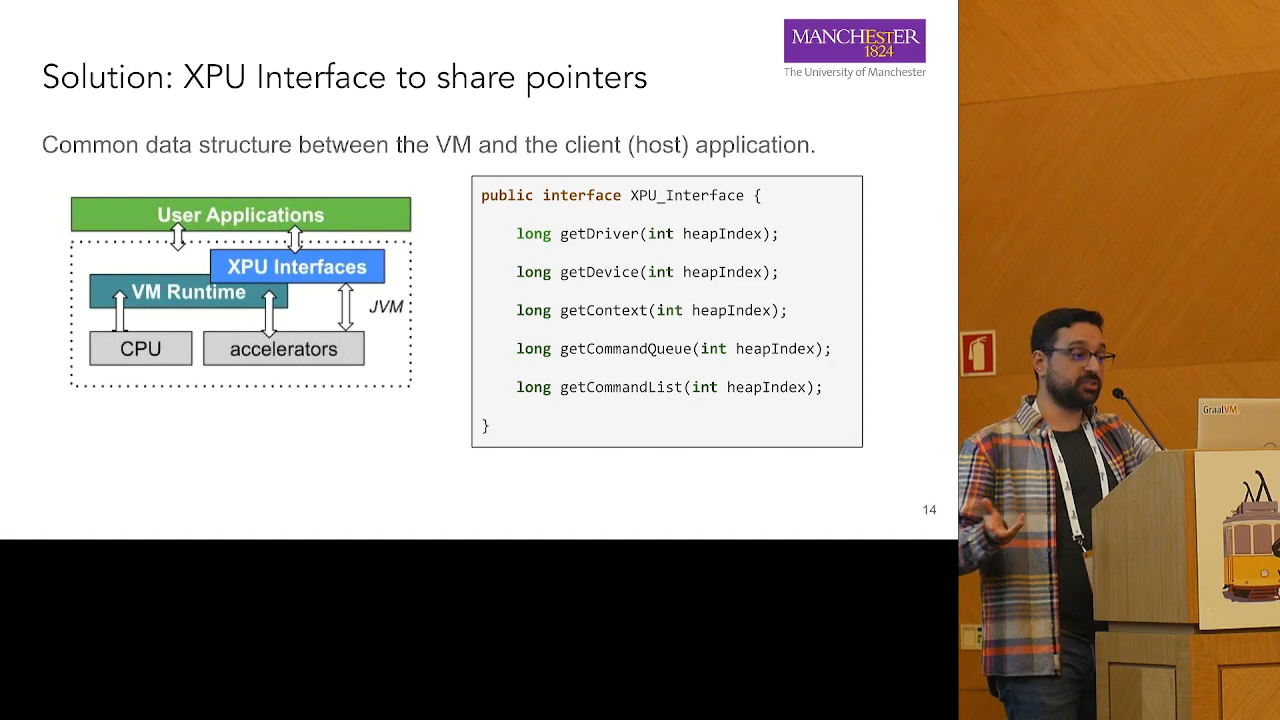 MANCHESTER
1824
The University of Manchester
Solution: XPU Interface to share pointers
Common data structure between the VM and the client (host) application.
User Applications
XPU Interfaces
VM Runtime
JVM
CPU
accelerators
public interface XPU_Interface {
long getDriver(int heapIndex);
long getDevice(int heapIndex);
long getContext(int heapIndex);
long getCommandQueue(int heapIndex);
long getCommandList(int heapIndex);
}
14
GraalVM